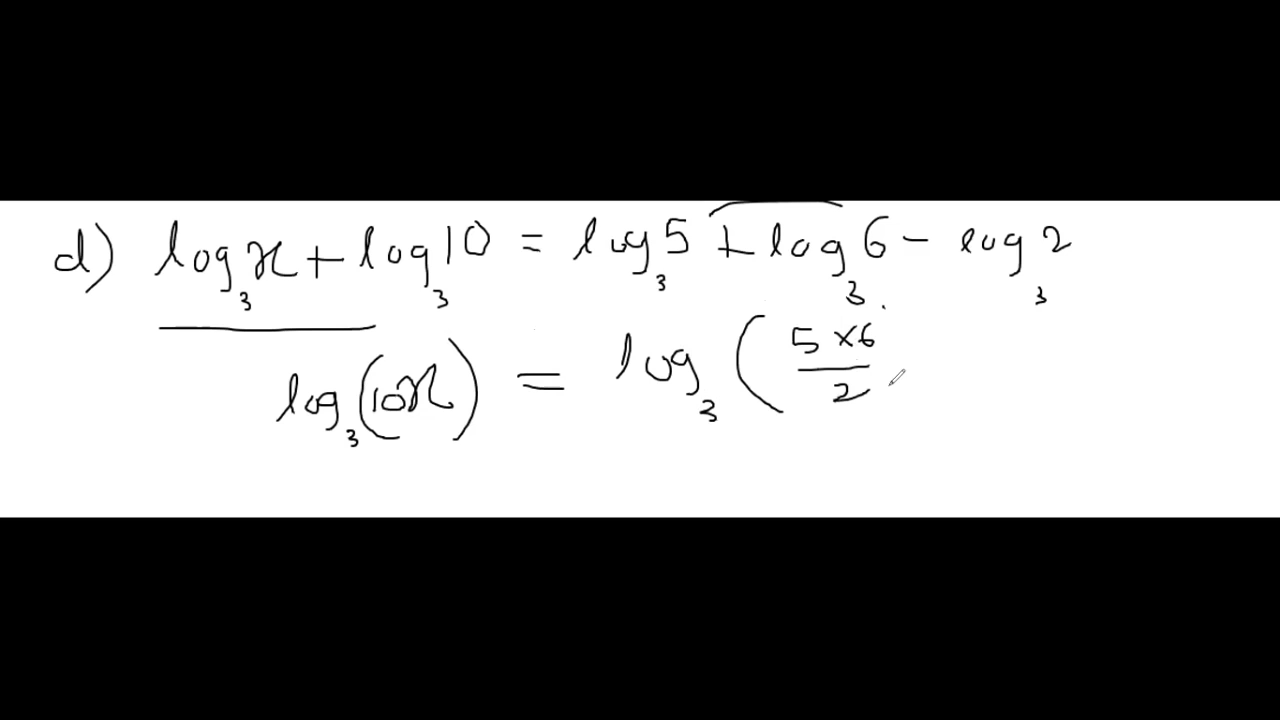 d) log₃x + log₃10 = log₃5 + log₃6 - log₃2
log₃(10x) = log₃( 5×6/2